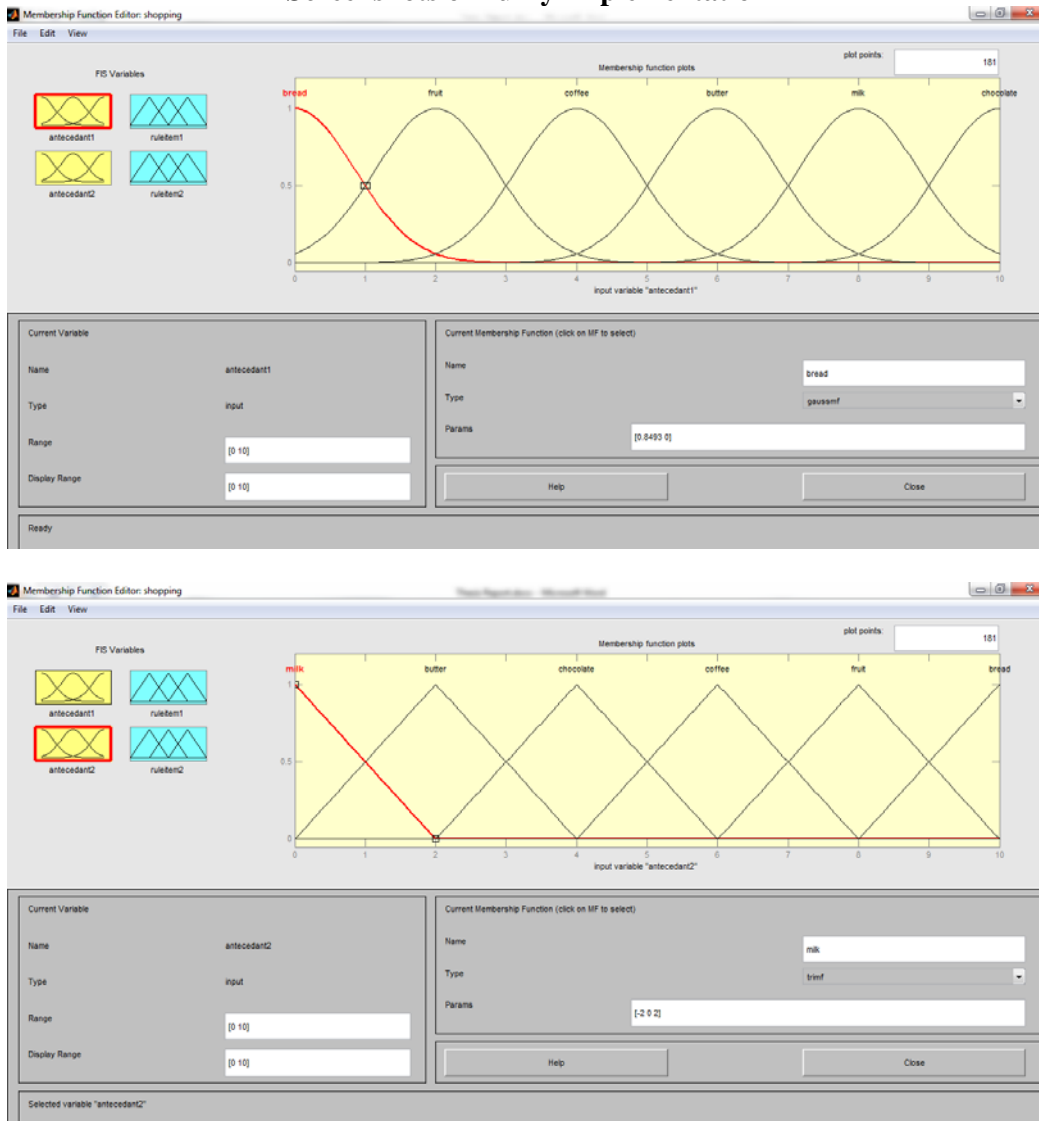 Membership Function Editor: shopping
File Edit View
FIS Variables
antecedant1
ruleitem1
antecedant2
ruleitem2
plot points:
181
Membership function plots
bread fruit coffee butter milk chocolate
1
0.5
0
0 1 2 3 4 5 6 7 8 9 10
input variable "antecedant1"
Current Variable
Name antecedant1
Type input
Range [0 10]
Display Range [0 10]
Current Membership Function (click on MF to select)
Name bread
Type gaussmf
Params [0.8493 0]
Help Close
Ready
Membership Function Editor: shopping
File Edit View
FIS Variables
antecedant1
ruleitem1
antecedant2
ruleitem2
plot points:
181
Membership function plots
milk butter chocolate coffee fruit bread
1
0.5
0
0 1 2 3 4 5 6 7 8 9 10
input variable "antecedant2"
Current Variable
Name antecedant2
Type input
Range [0 10]
Display Range [0 10]
Current Membership Function (click on MF to select)
Name milk
Type trimf
Params [-2 0 2]
Help Close
Selected variable "antecedant2"